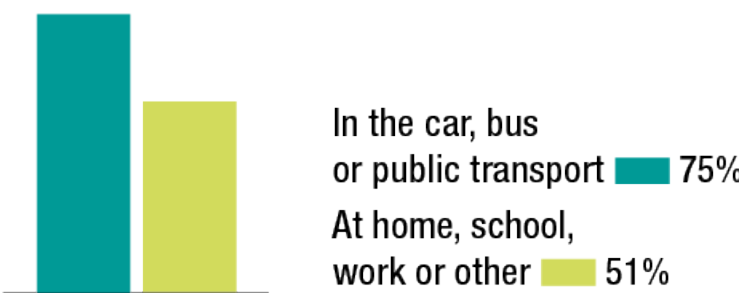 In the car, bus
or public transport 75%
At home, school,
work or other 51%